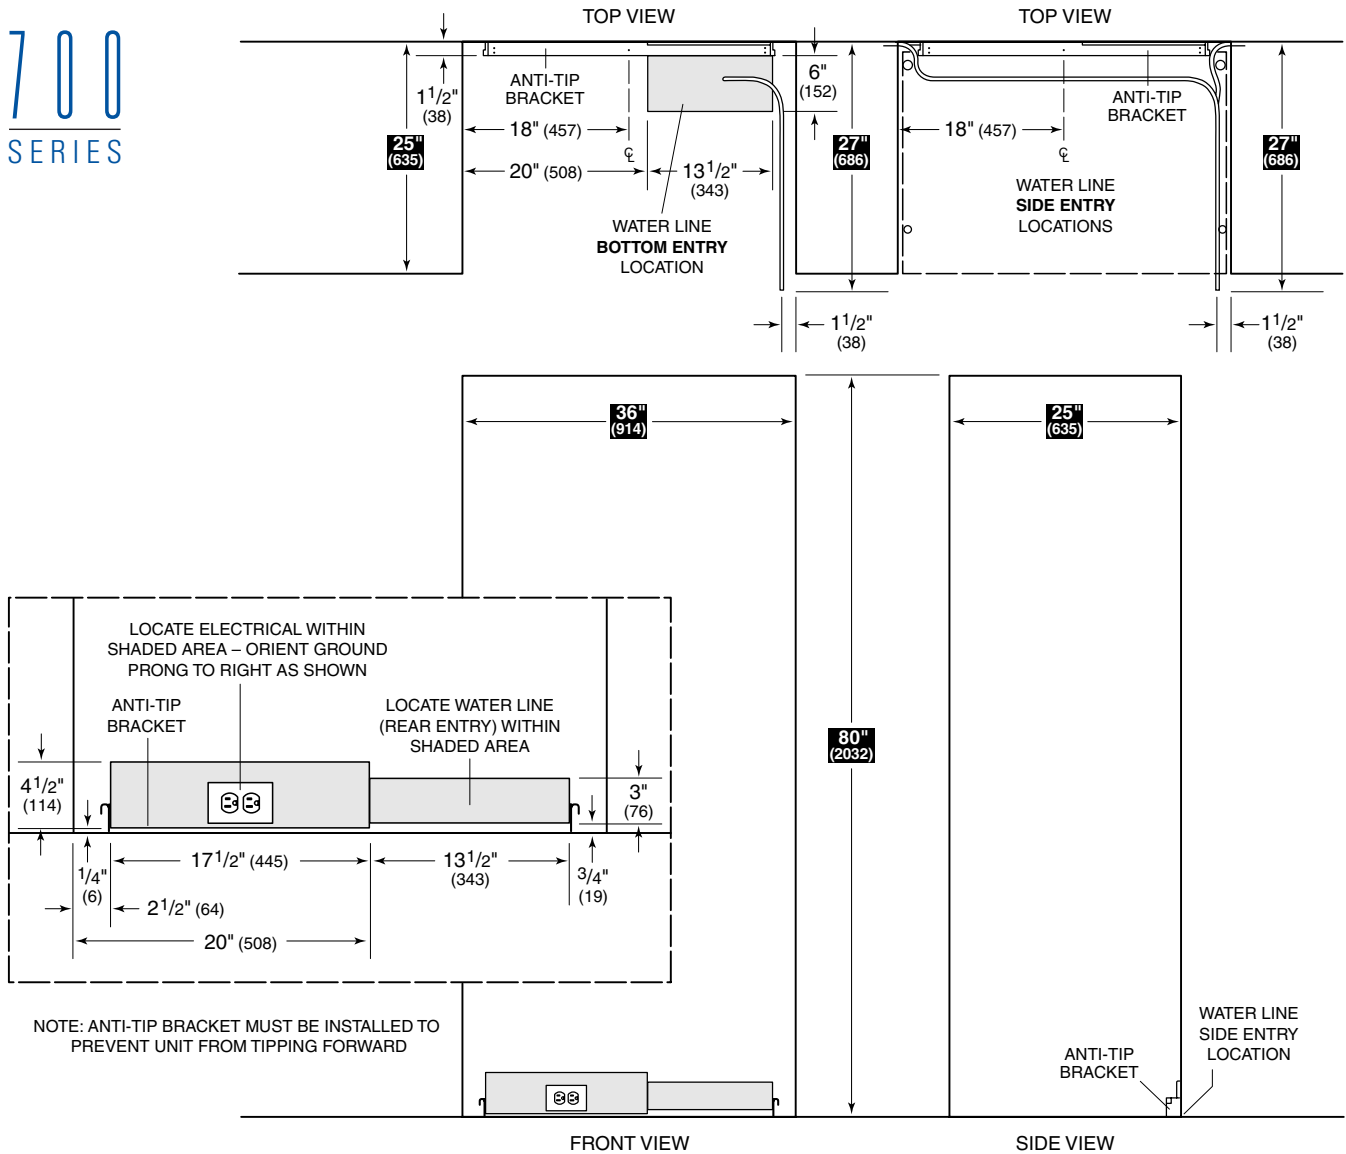 700
SERIES
TOP VIEW
TOP VIEW
ANTI-TIP
BRACKET
1 1/2"
(38)
18" (457)
℄
20" (508)
13 1/2"
(343)
6"
(152)
25"
(635)
27"
(686)
WATER LINE
BOTTOM ENTRY
LOCATION
1 1/2"
(38)
ANTI-TIP
BRACKET
18" (457)
℄
WATER LINE
SIDE ENTRY
LOCATIONS
27"
(686)
1 1/2"
(38)
36"
(914)
25"
(635)
80"
(2032)
LOCATE ELECTRICAL WITHIN
SHADED AREA – ORIENT GROUND
PRONG TO RIGHT AS SHOWN
ANTI-TIP
BRACKET
LOCATE WATER LINE
(REAR ENTRY) WITHIN
SHADED AREA
4 1/2"
(114)
3"
(76)
17 1/2" (445)
13 1/2"
(343)
1/4"
(6)
3/4"
(19)
2 1/2" (64)
20" (508)
NOTE: ANTI-TIP BRACKET MUST BE INSTALLED TO
PREVENT UNIT FROM TIPPING FORWARD
WATER LINE
SIDE ENTRY
LOCATION
ANTI-TIP
BRACKET
FRONT VIEW
SIDE VIEW